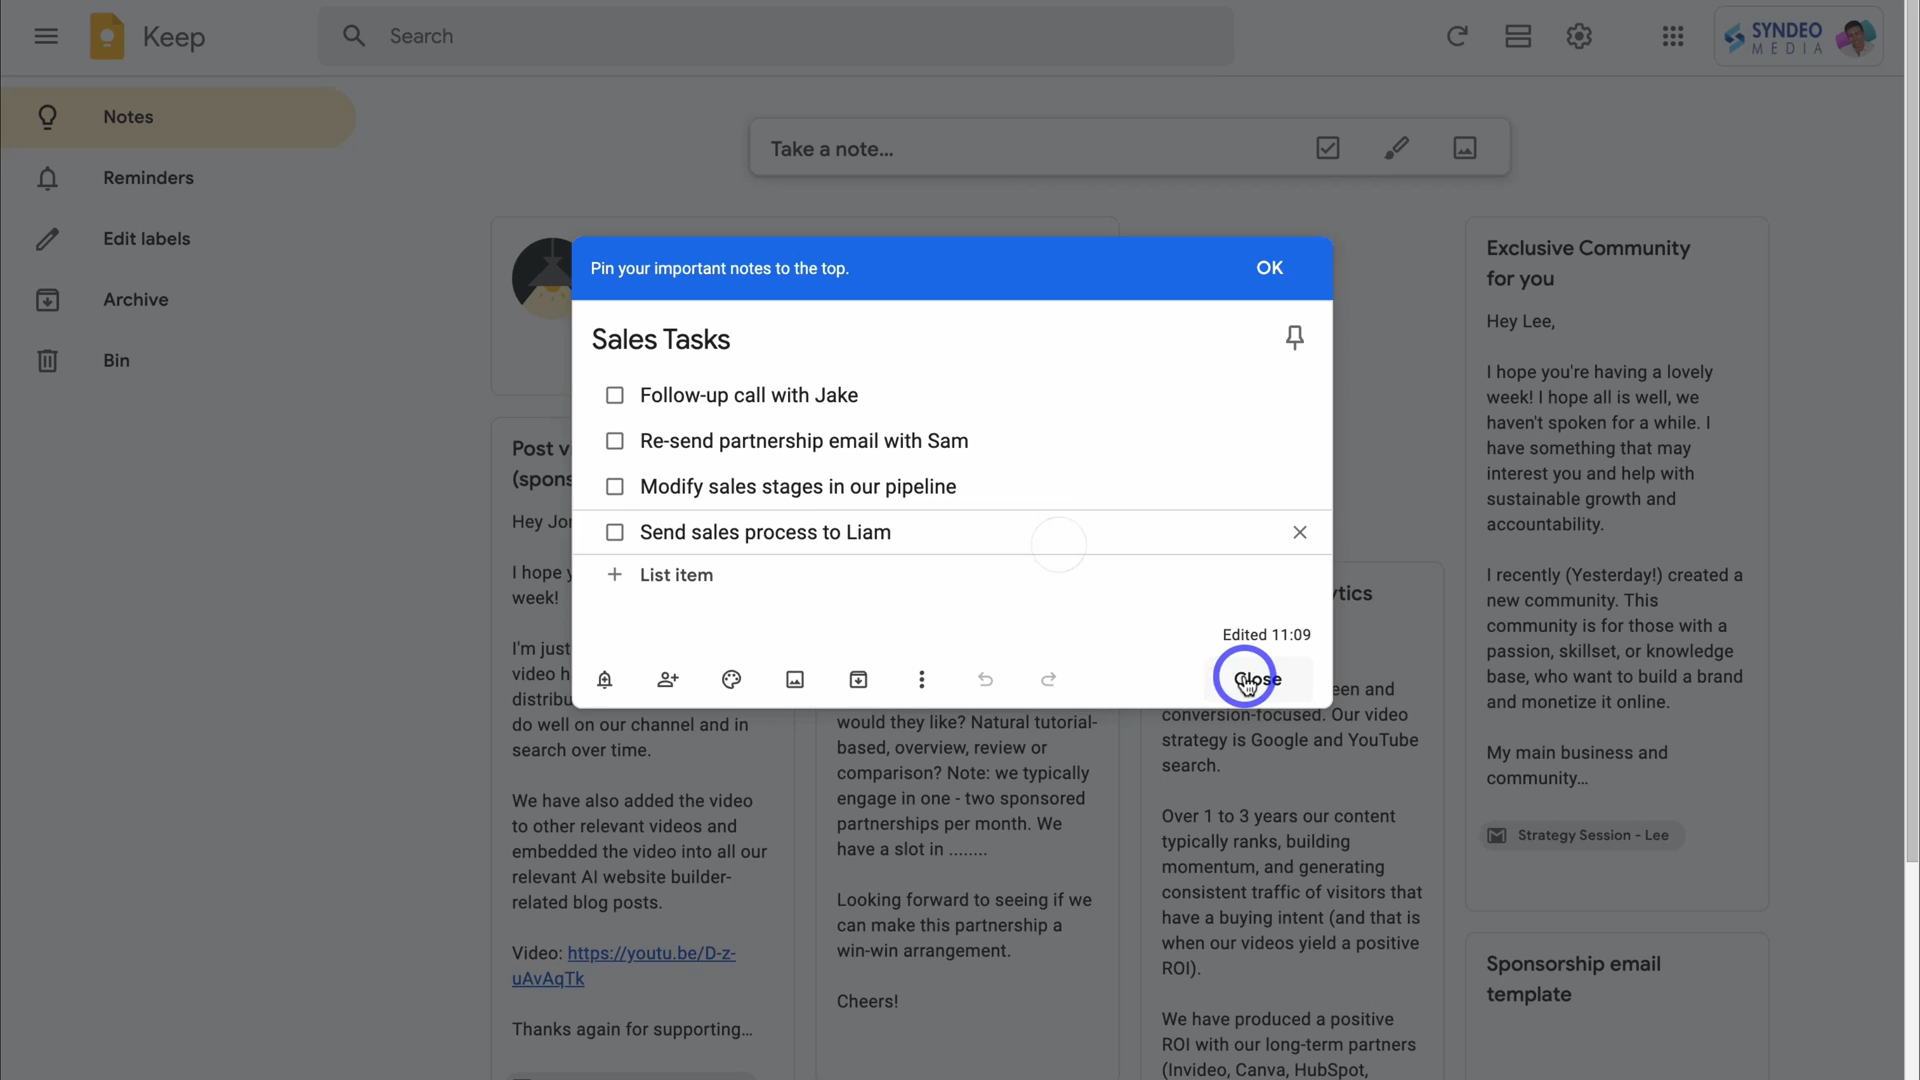 Keep
Search
SYNDEO
MEDIA
Notes
Reminders
Edit labels
Archive
Bin
Take a note...
Pin your important notes to the top.
OK
Sales Tasks
Follow-up call with Jake
Re-send partnership email with Sam
Modify sales stages in our pipeline
Send sales process to Liam
List item
Edited 11:09
Close
Post v
(spons
Hey Jo
I hope y
week!
I'm just
video h
distribu
do well on our channel and in
search over time.
We have also added the video
to other relevant videos and
embedded the video into all our
relevant AI website builder-
related blog posts.
Video: https://youtu.be/D-z-
uAvAqTk
Thanks again for supporting...
would they like? Natural tutorial-
based, overview, review or
comparison? Note: we typically
engage in one - two sponsored
partnerships per month. We
have a slot in ........
Looking forward to seeing if we
can make this partnership a
win-win arrangement.
Cheers!
ytics
een and
conversion-focused. Our video
strategy is Google and YouTube
search.
Over 1 to 3 years our content
typically ranks, building
momentum, and generating
consistent traffic of visitors that
have a buying intent (and that is
when our videos yield a positive
ROI).
We have produced a positive
ROI with our long-term partners
(Invideo, Canva, HubSpot,
Exclusive Community
for you
Hey Lee,
I hope you're having a lovely
week! I hope all is well, we
haven't spoken for a while. I
have something that may
interest you and help with
sustainable growth and
accountability.
I recently (Yesterday!) created a
new community. This
community is for those with a
passion, skillset, or knowledge
base, who want to build a brand
and monetize it online.
My main business and
community...
Strategy Session - Lee
Sponsorship email
template